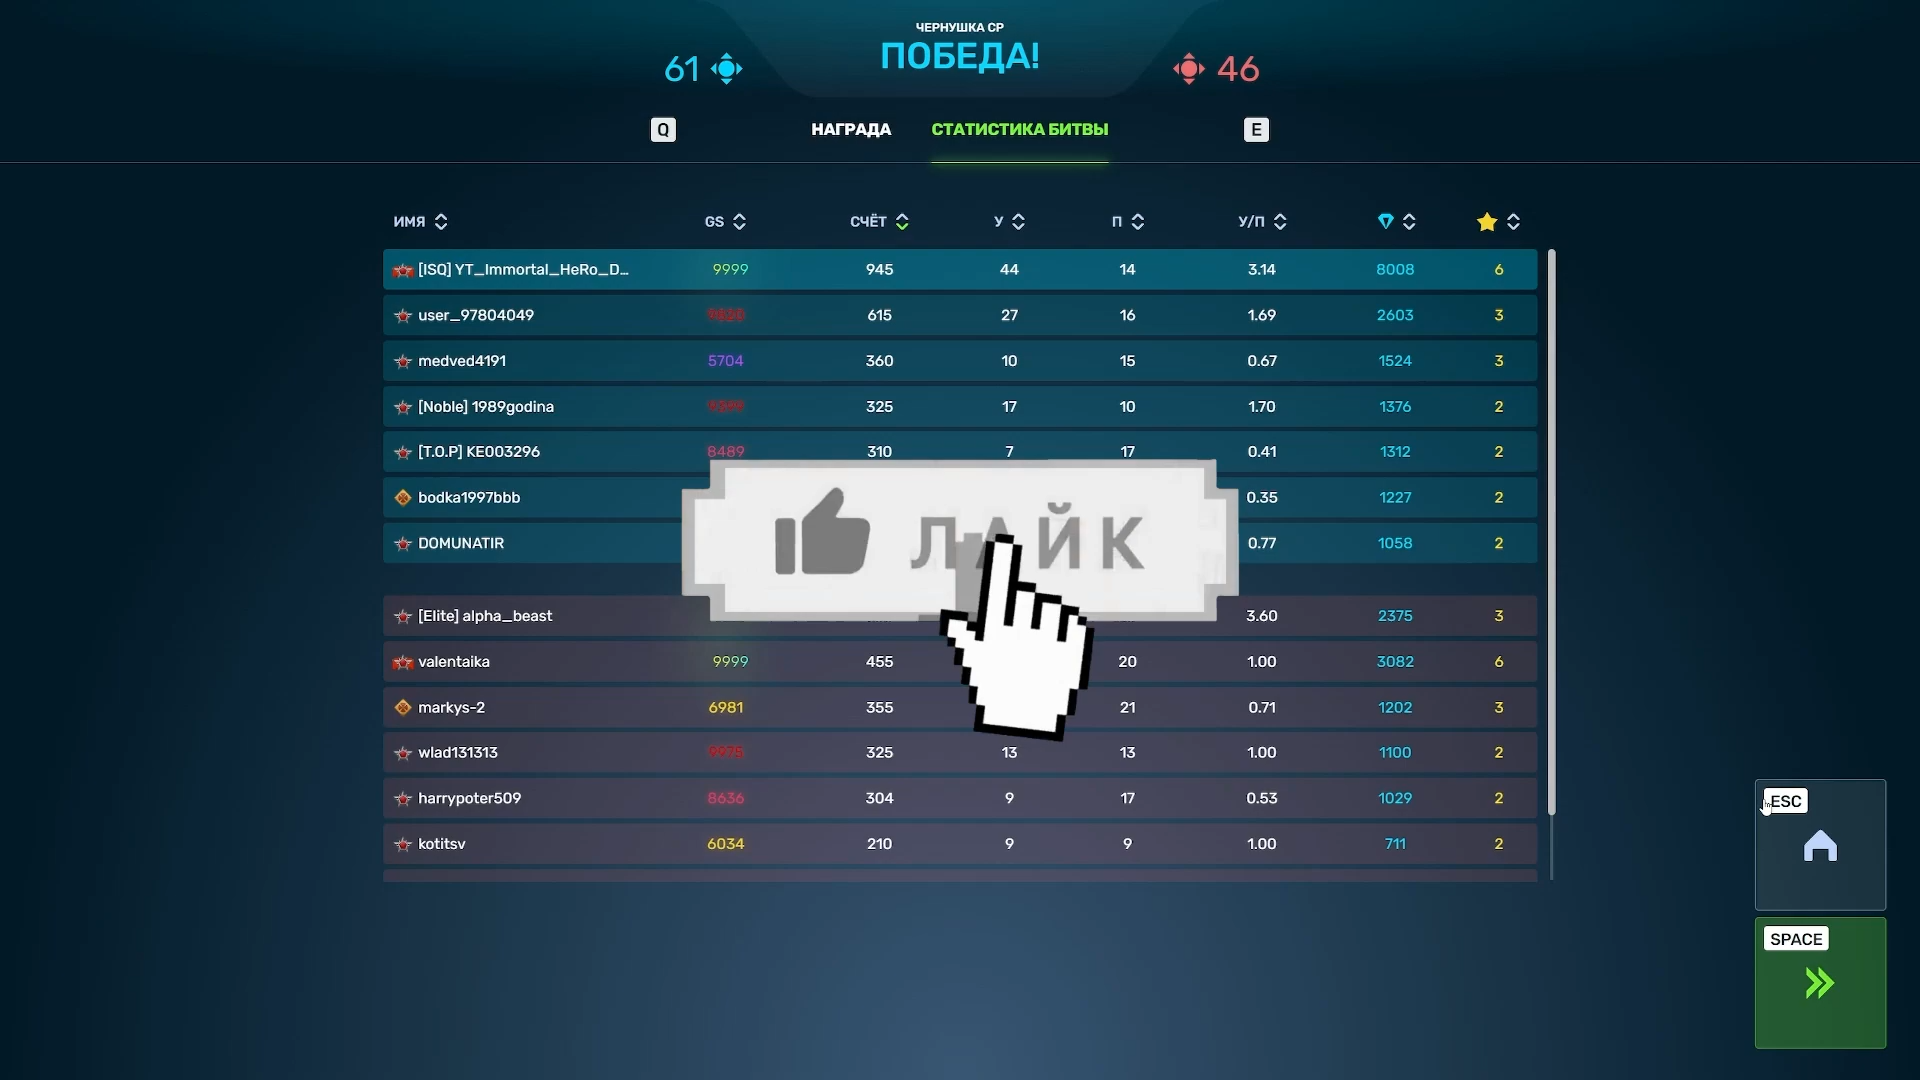 ЧЕРНУШКА CP
ПОБЕДА!
61 46
Q НАГРАДА СТАТИСТИКА БИТВЫ E
ИМЯ GS СЧЁТ У П У/П
[ISQ] YT_Immortal_HeRo_D... 9999 945 44 14 3.14 8008 6
user_97804049 615 27 16 1.69 2603 3
medved4191 5704 360 10 15 0.67 1524 3
[Noble] 1989godina 325 17 10 1.70 1376 2
[T.O.P] KE003296 8489 310 7 17 0.41 1312 2
bodka1997bbb 0.35 1227 2
DOMUNATIR 0.77 1058 2
ЛАЙК
[Elite] alpha_beast 3.60 2375 3
valentaika 9999 455 20 1.00 3082 6
markys-2 6981 355 21 0.71 1202 3
wlad131313 9975 325 13 13 1.00 1100 2
harrypoter509 8636 304 9 17 0.53 1029 2
kotitsv 6034 210 9 9 1.00 711 2
ESC
SPACE